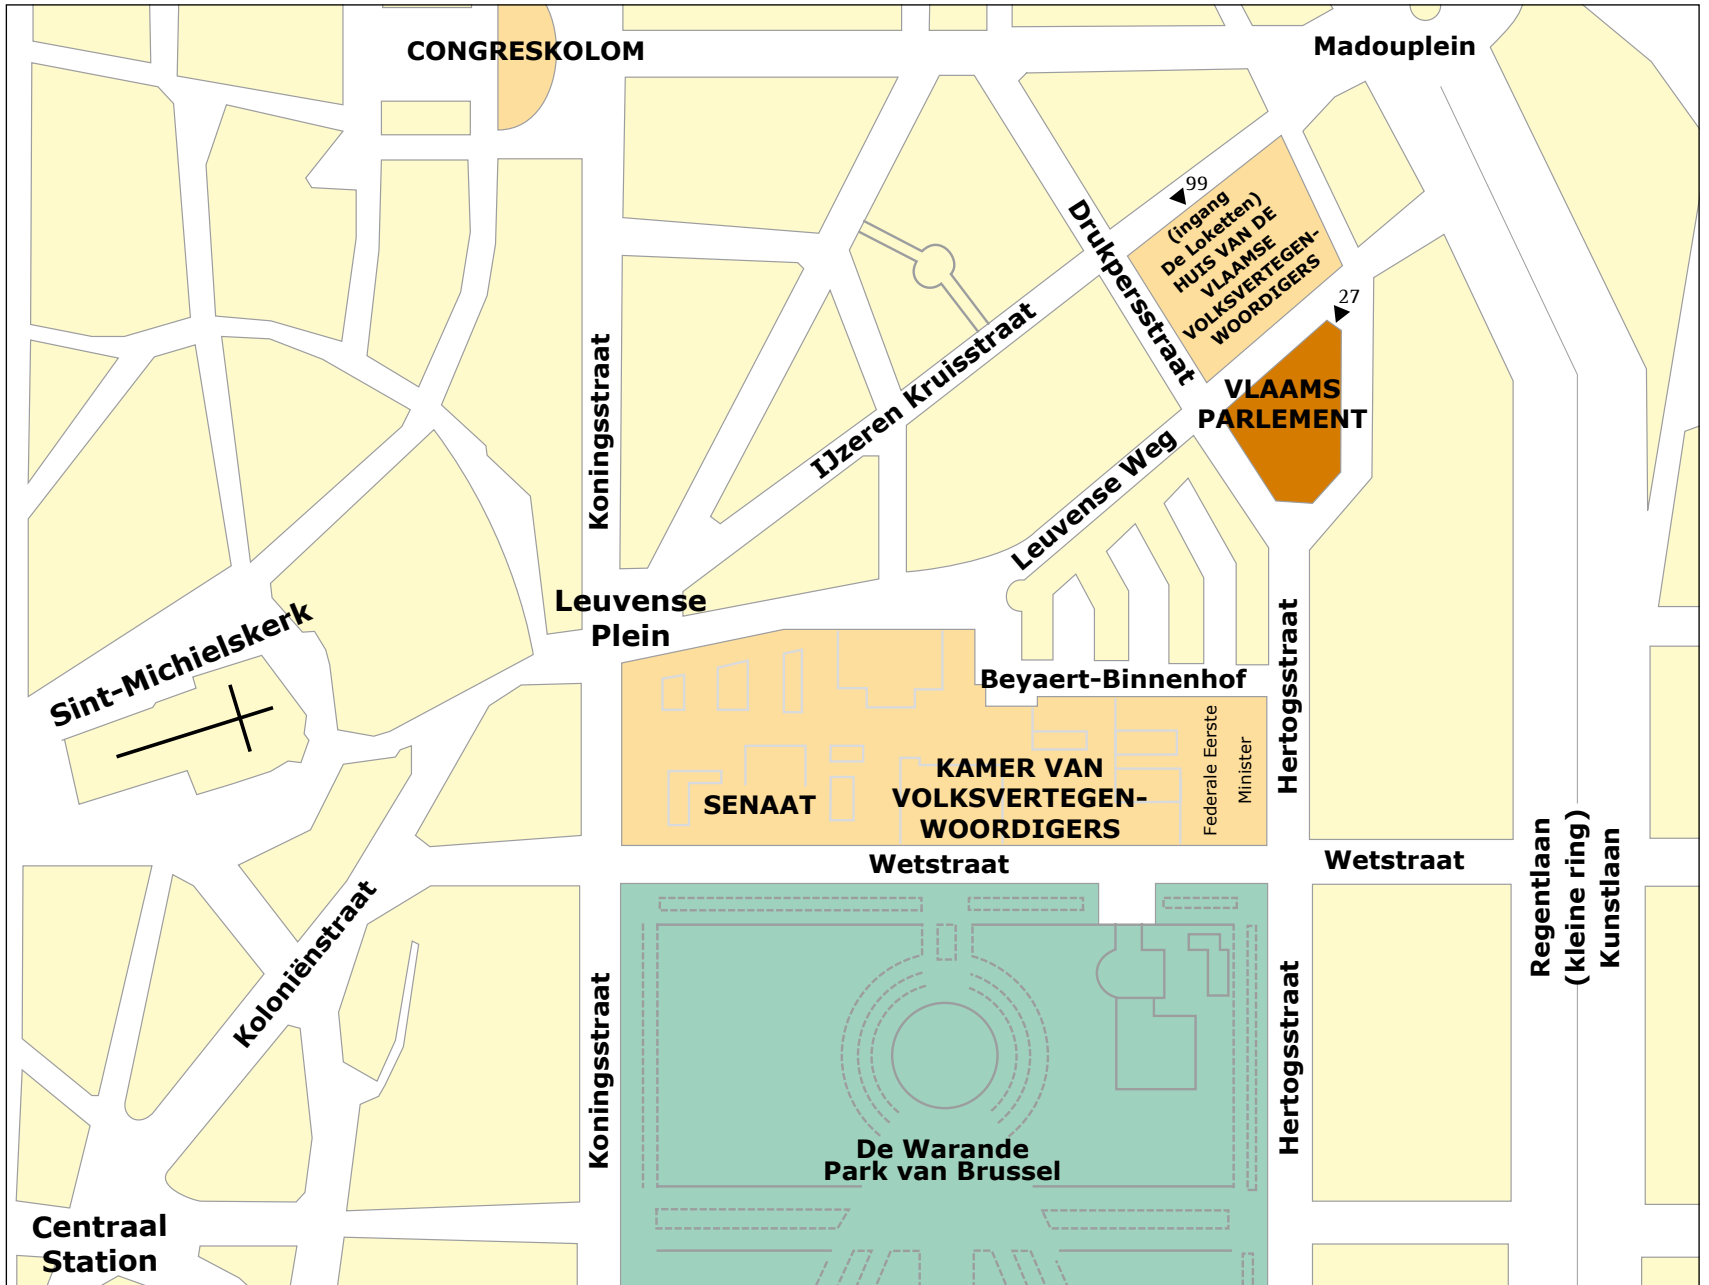 CONGRESKOLOM
Madouplein
99
(ingang
De Loketten)
HUIS VAN DE
VLAAMSE
VOLKSVERTEGEN-
WOORDIGERS
27
Drukpersstraat
VLAAMS
PARLEMENT
Koningsstraat
IJzeren Kruisstraat
Leuvense Weg
Leuvense
Plein
Sint-Michielskerk
Beyaert-Binnenhof
Hertogsstraat
Federale Eerste
Minister
KAMER VAN
VOLKSVERTEGEN-
WOORDIGERS
SENAAT
Wetstraat
Wetstraat
Regentlaan
(kleine ring)
Kunstlaan
Koloniënstraat
Koningsstraat
Hertogsstraat
De Warande
Park van Brussel
Centraal
Station